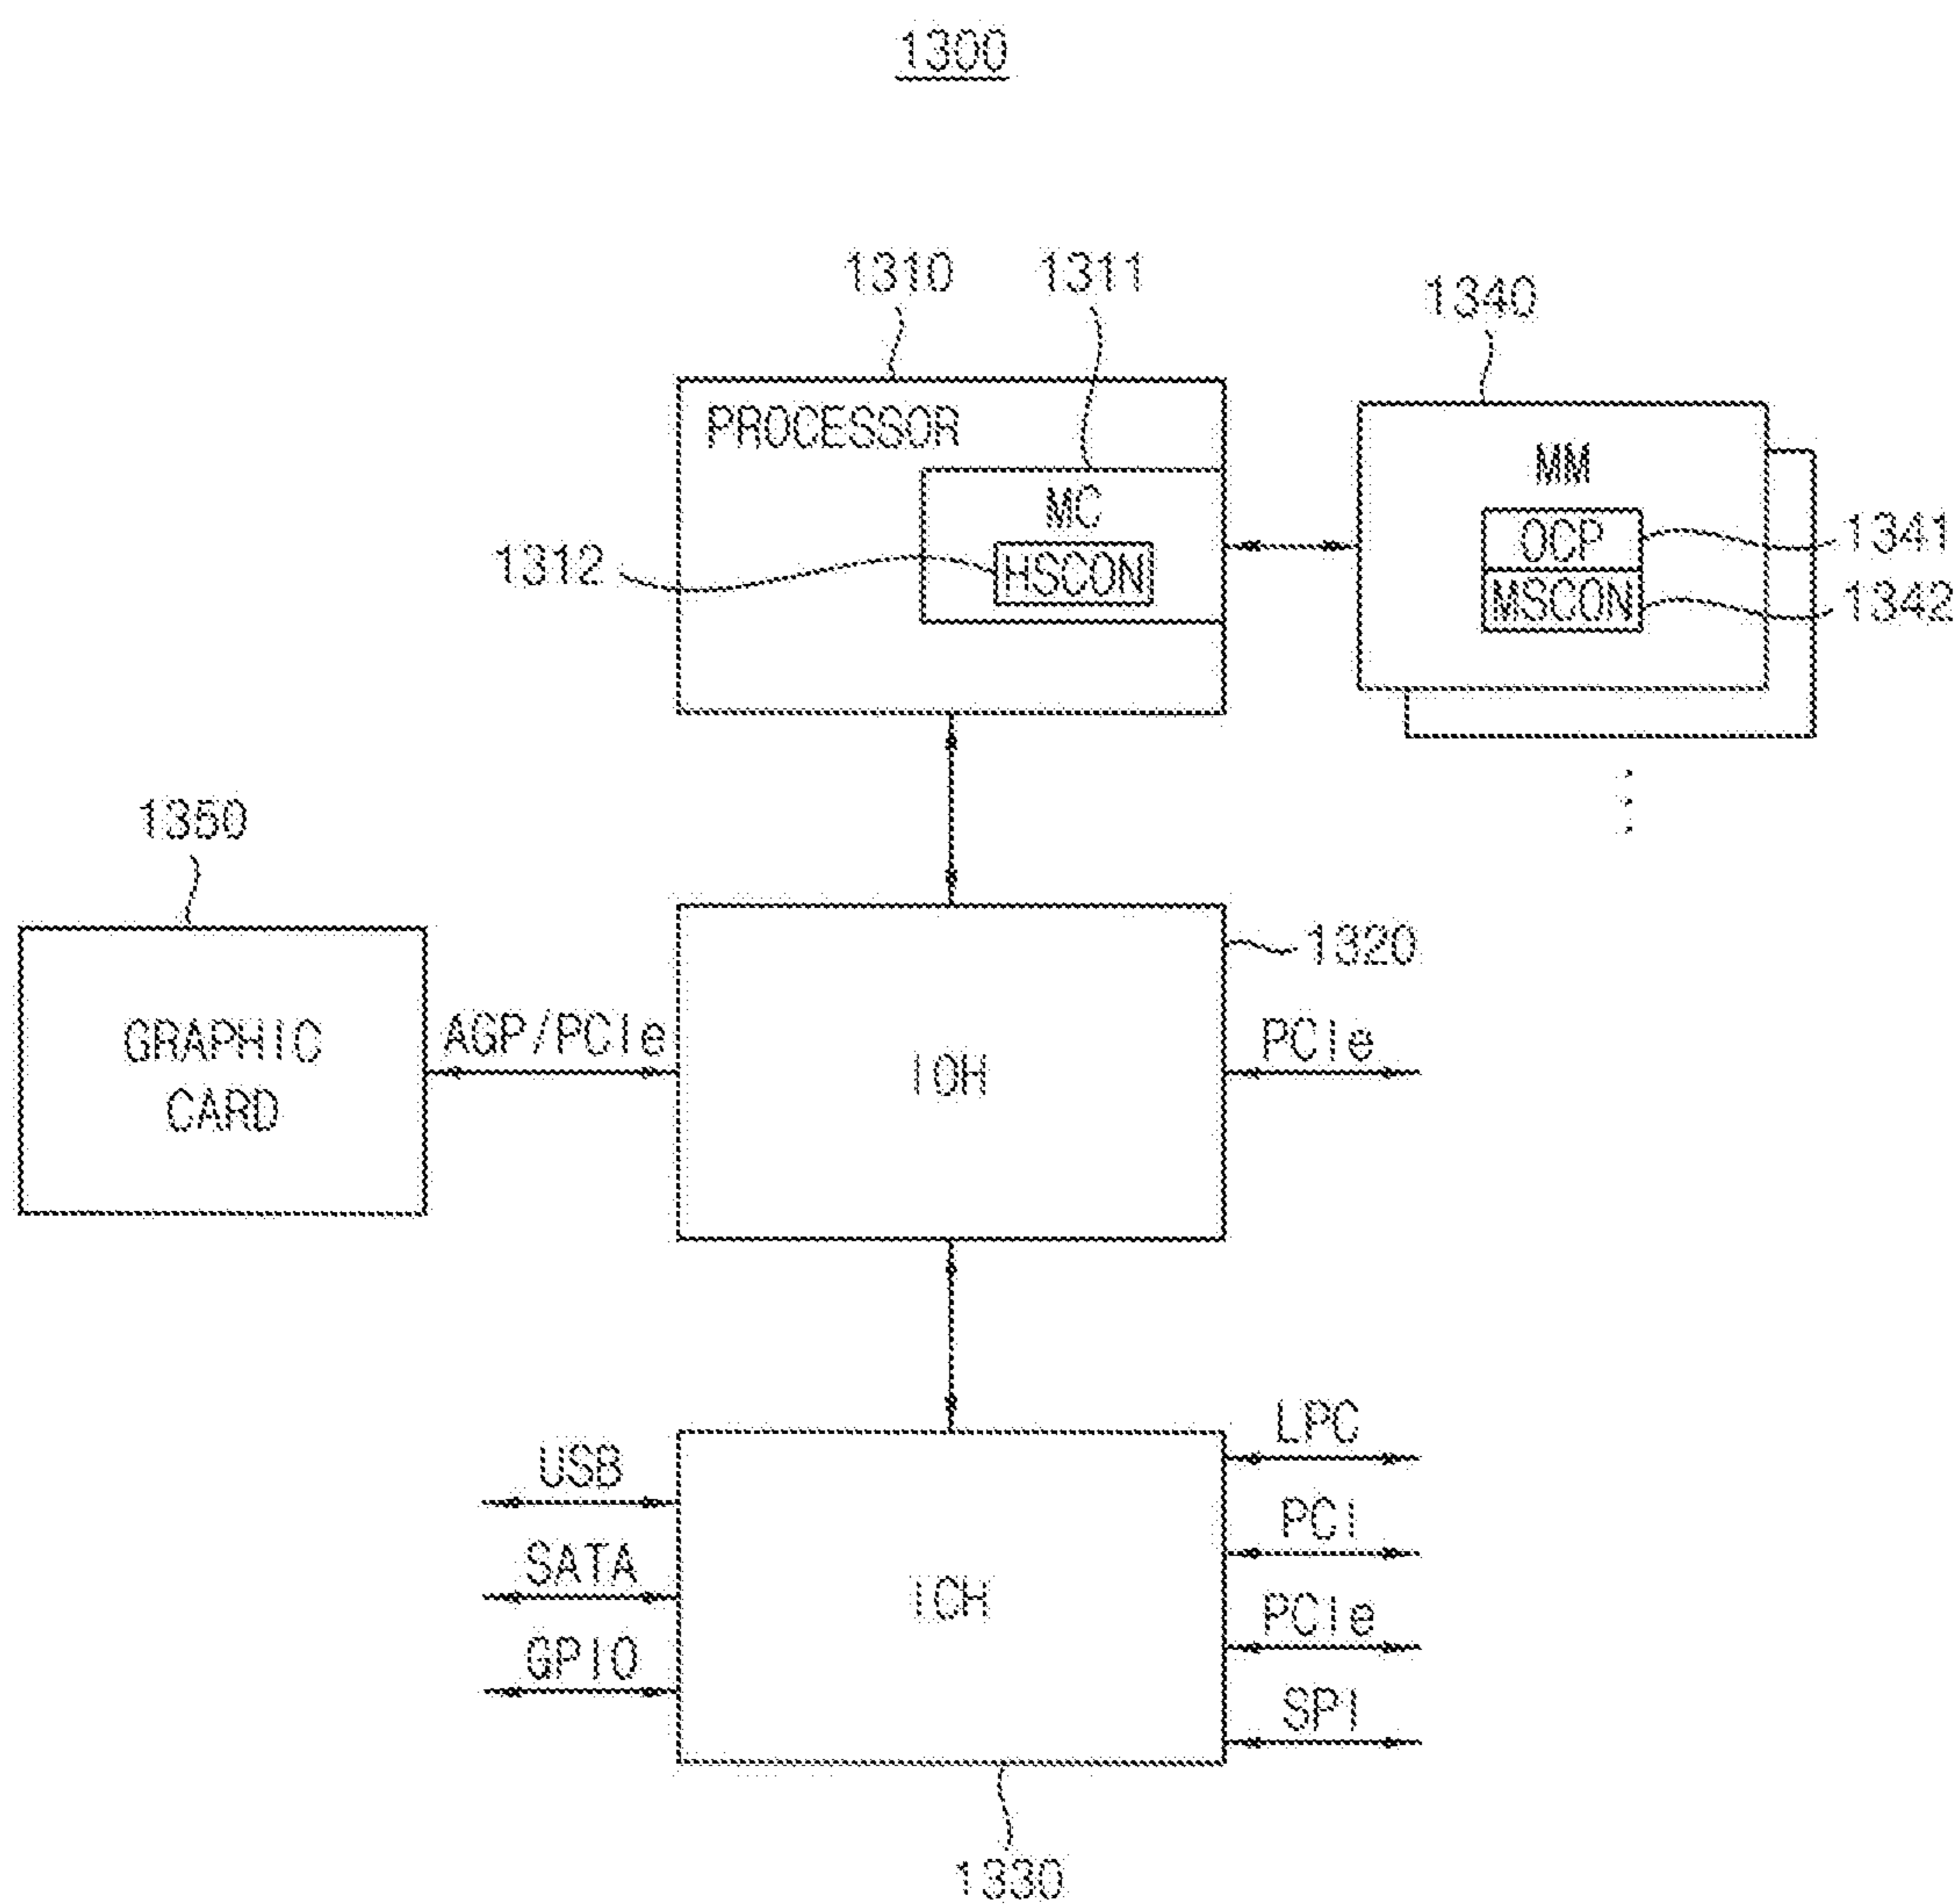 1300
1310
1311
1340
PROCESSOR
MM
MC
OCP
1341
1312
HSCON
MSCON
1342
1350
1320
GRAPHIC
CARD
AGP/PCIe
IOH
PCIe
LPC
USB
PCI
SATA
ICH
PCIe
GPIO
SPI
1330